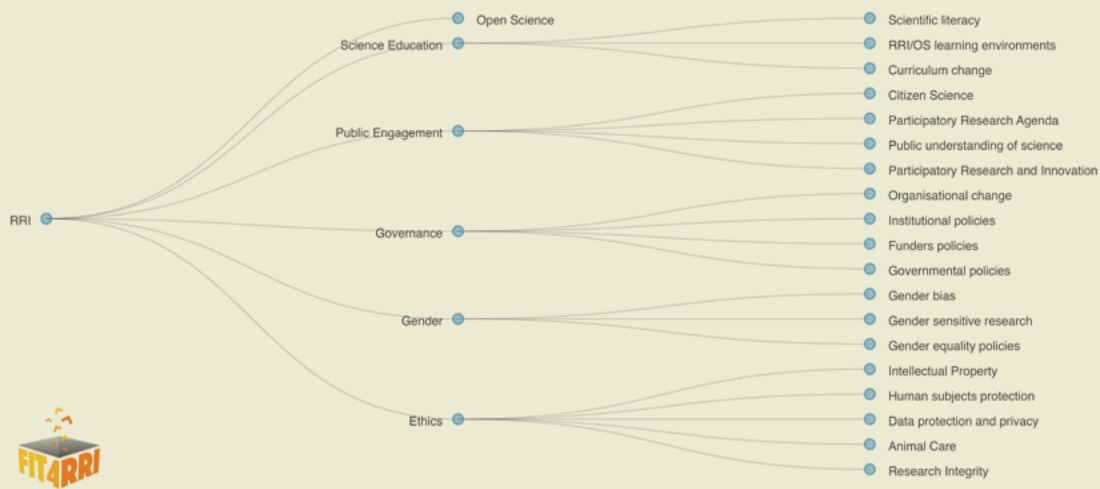 RRI
Open Science
Science Education
Scientific literacy
RRI/OS learning environments
Curriculum change
Public Engagement
Citizen Science
Participatory Research Agenda
Public understanding of science
Participatory Research and Innovation
Governance
Organisational change
Institutional policies
Funders policies
Governmental policies
Gender
Gender bias
Gender sensitive research
Gender equality policies
Ethics
Intellectual Property
Human subjects protection
Data protection and privacy
Animal Care
Research Integrity
FIT4RRI